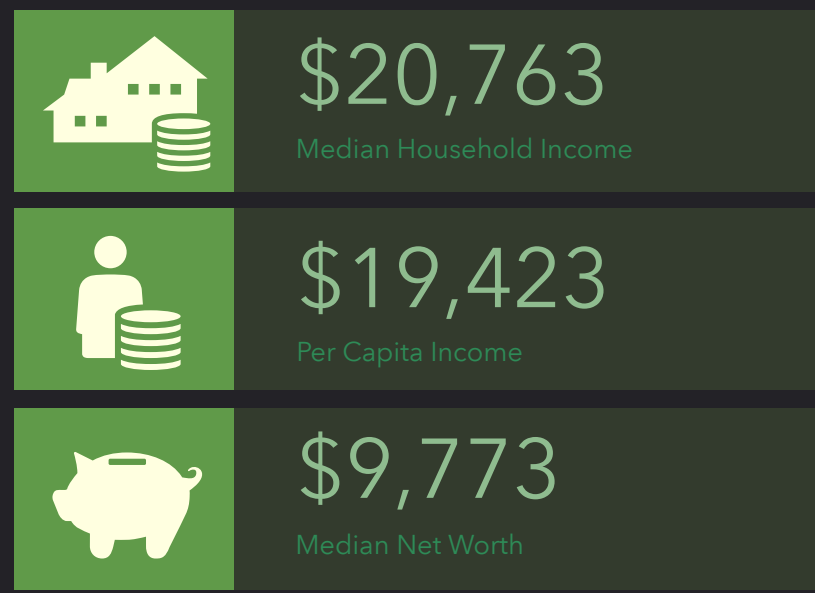 $20,763
Median Household Income
$19,423
Per Capita Income
$9,773
Median Net Worth